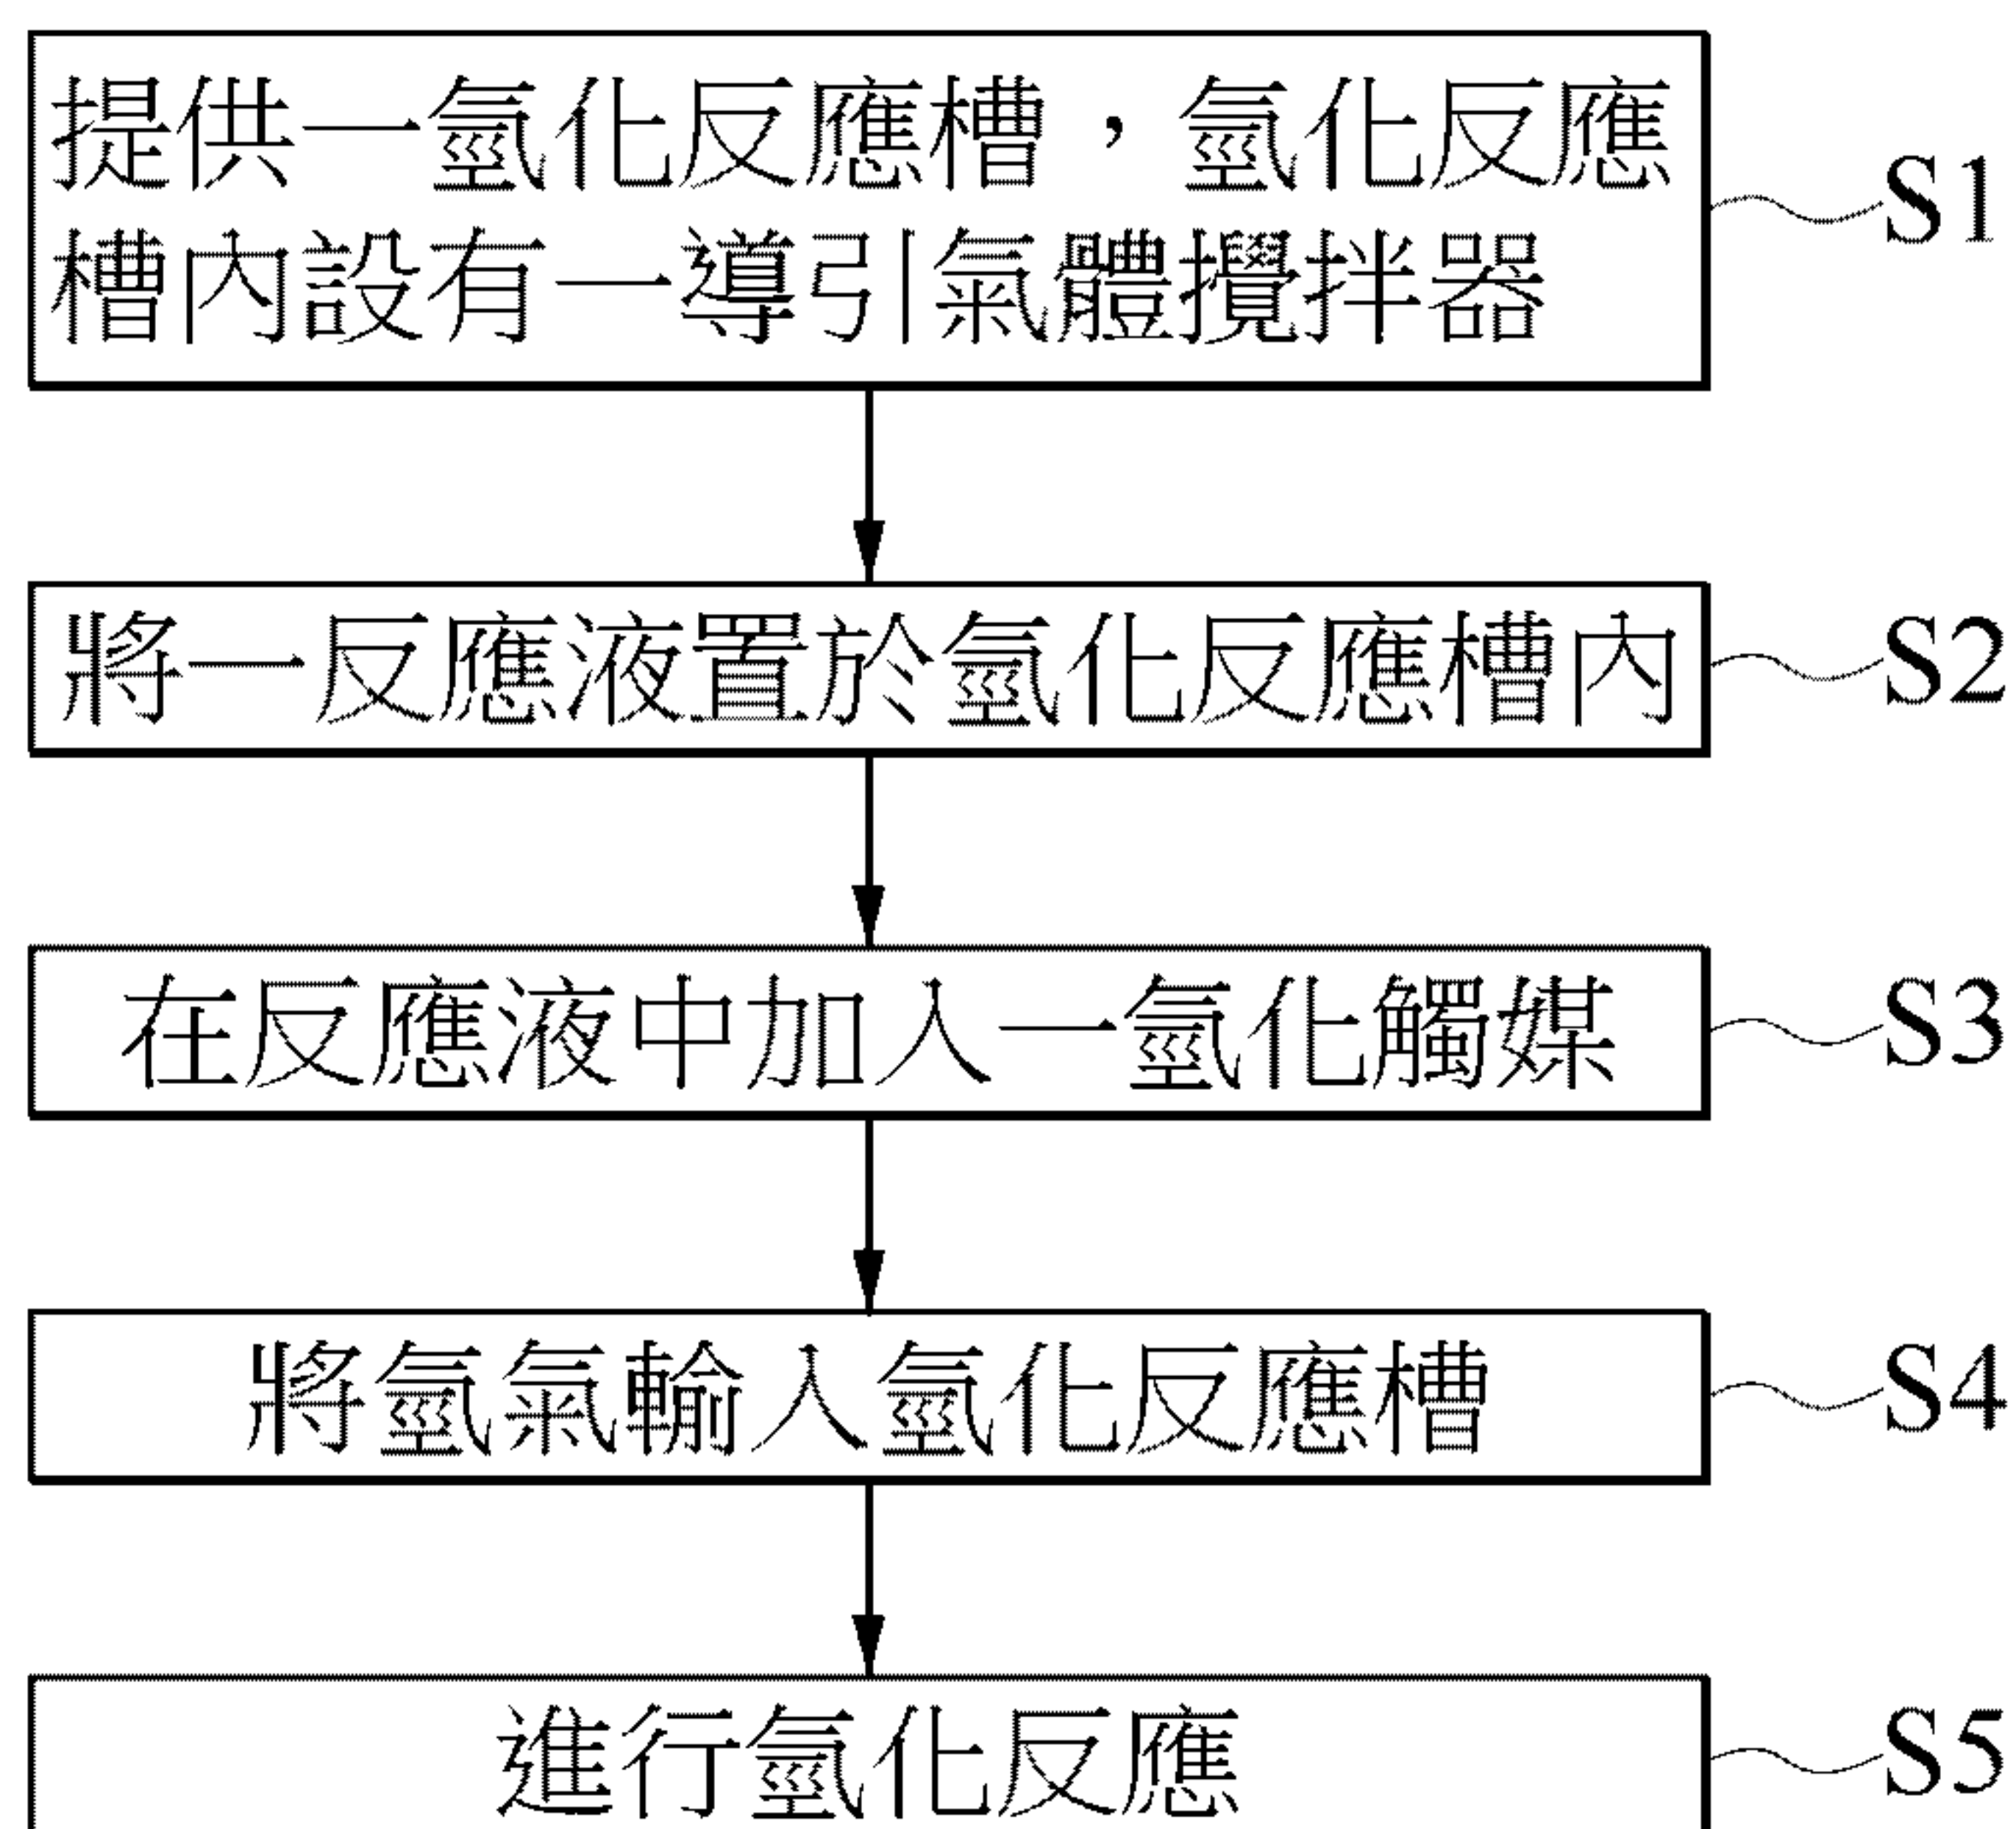 提供一氫化反應槽，氫化反應
槽內設有一導引氣體攪拌器
S1
將一反應液置於氫化反應槽內
S2
在反應液中加入一氫化觸媒
S3
將氫氣輸入氫化反應槽
S4
進行氫化反應
S5